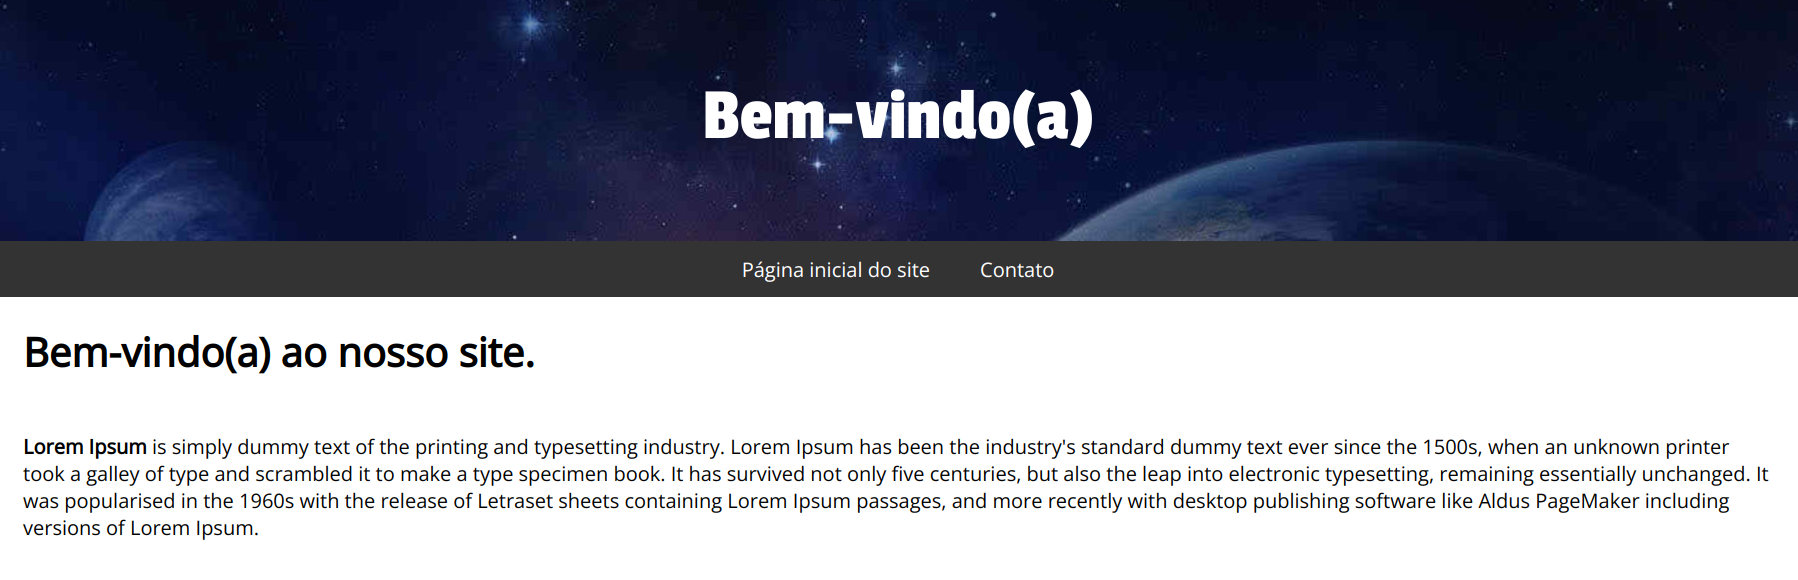 Bem-vindo(a)
Página inicial do site Contato
Bem-vindo(a) ao nosso site.
Lorem Ipsum is simply dummy text of the printing and typesetting industry. Lorem Ipsum has been the industry's standard dummy text ever since the 1500s, when an unknown printer
took a galley of type and scrambled it to make a type specimen book. It has survived not only five centuries, but also the leap into electronic typesetting, remaining essentially unchanged. It
was popularised in the 1960s with the release of Letraset sheets containing Lorem Ipsum passages, and more recently with desktop publishing software like Aldus PageMaker including
versions of Lorem Ipsum.